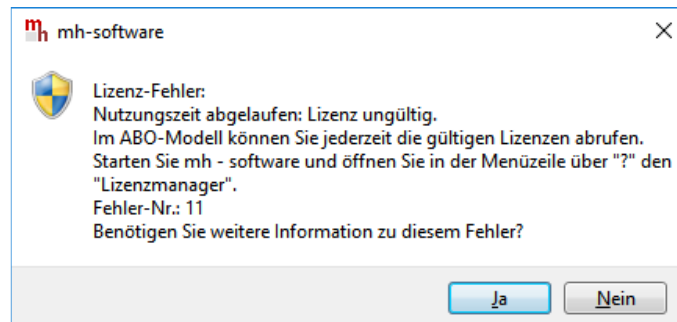 mh mh-software
Lizenz-Fehler:
Nutzungszeit abgelaufen: Lizenz ungültig.
Im ABO-Modell können Sie jederzeit die gültigen Lizenzen abrufen.
Starten Sie mh - software und öffnen Sie in der Menüzeile über "?" den
"Lizenzmanager".
Fehler-Nr.: 11
Benötigen Sie weitere Information zu diesem Fehler?
Ja Nein